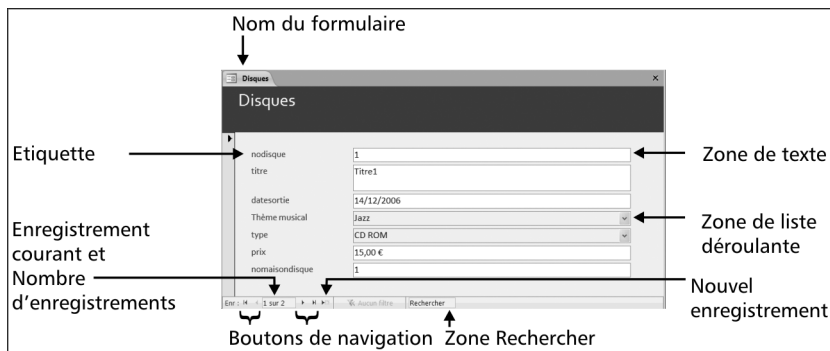 Nom du formulaire
Disques
Disques
Etiquette
nodisque
1
Zone de texte
titre
Titre1
datesortie
14/12/2006
Thème musical
Jazz
Zone de liste
déroulante
type
CD ROM
prix
15,00 €
nomaisondisque
1
Enregistrement
courant et
Nombre
d'enregistrements
Nouvel
enregistrement
Enr : 1 sur 2 Aucun filtre Rechercher
Boutons de navigation Zone Rechercher